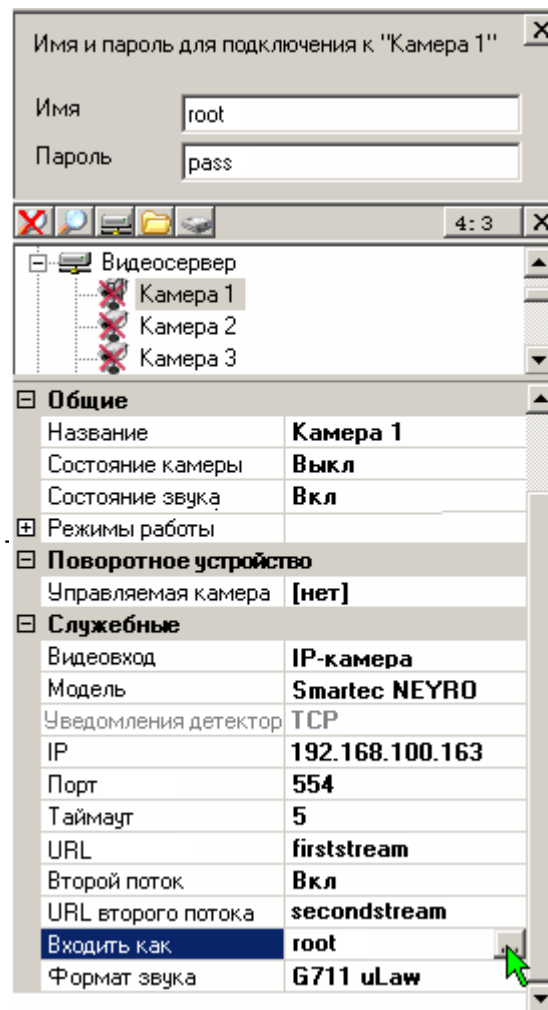 Имя и пароль для подключения к "Камера 1"
Имя root
Пароль pass
4:3
Видеосервер
Камера 1
Камера 2
Камера 3
Общие
Название Камера 1
Состояние камеры Выкл
Состояние звука Вкл
Режимы работы
Поворотное устройство
Управляемая камера [нет]
Служебные
Видеовход IP-камера
Модель Smartec NEYRO
Уведомления детектор TCP
IP 192.168.100.163
Порт 554
Таймаут 5
URL firststream
Второй поток Вкл
URL второго потока secondstream
Входить как root ...
Формат звука G711 uLaw